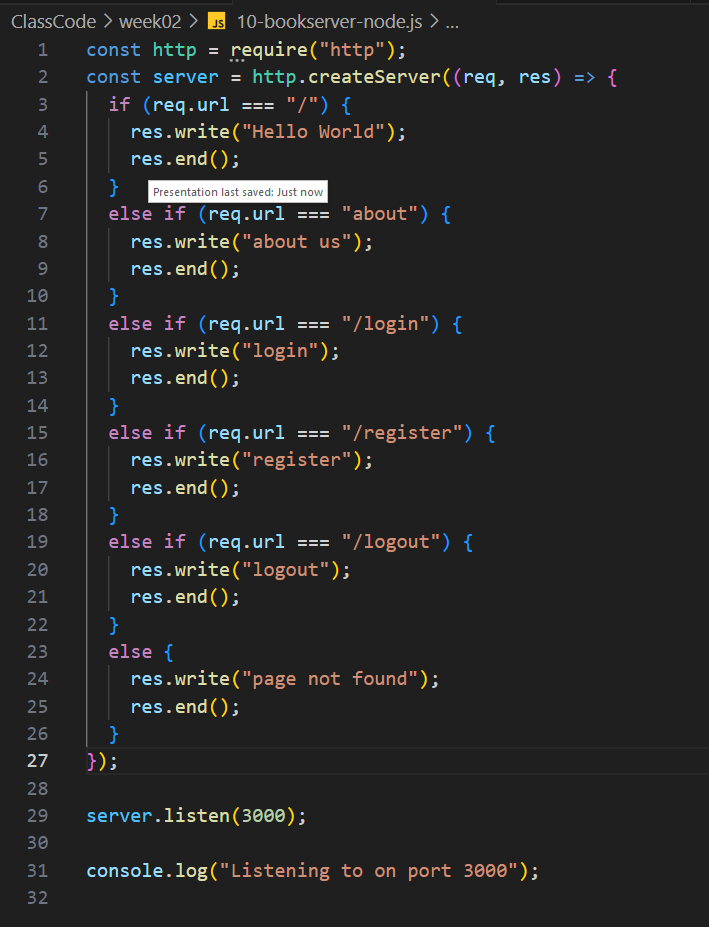 ClassCode > week02 > JS 10-bookserver-node.js > ...
1 const http = require("http");
2 const server = http.createServer((req, res) => {
3 if (req.url === "/") {
4 res.write("Hello World");
5 res.end();
6 }
Presentation last saved: Just now
7 else if (req.url === "about") {
8 res.write("about us");
9 res.end();
10 }
11 else if (req.url === "/login") {
12 res.write("login");
13 res.end();
14 }
15 else if (req.url === "/register") {
16 res.write("register");
17 res.end();
18 }
19 else if (req.url === "/logout") {
20 res.write("logout");
21 res.end();
22 }
23 else {
24 res.write("page not found");
25 res.end();
26 }
27 });
28
29 server.listen(3000);
30
31 console.log("Listening to on port 3000");
32